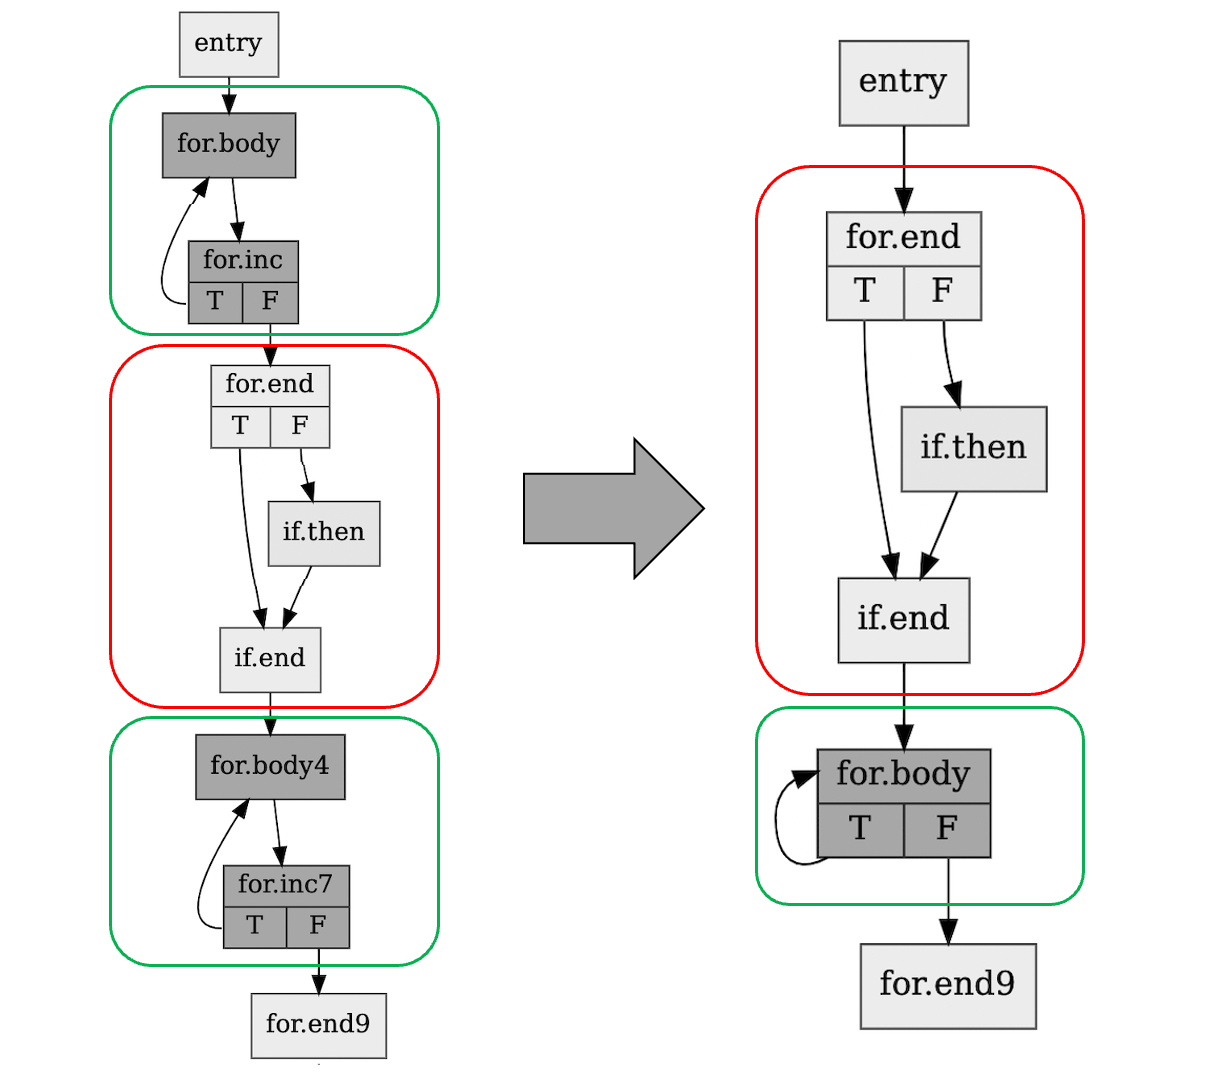 entry
for.body
for.inc
T F
for.end
T F
if.then
if.end
for.body4
for.inc7
T F
for.end9
entry
for.end
T F
if.then
if.end
for.body
T F
for.end9